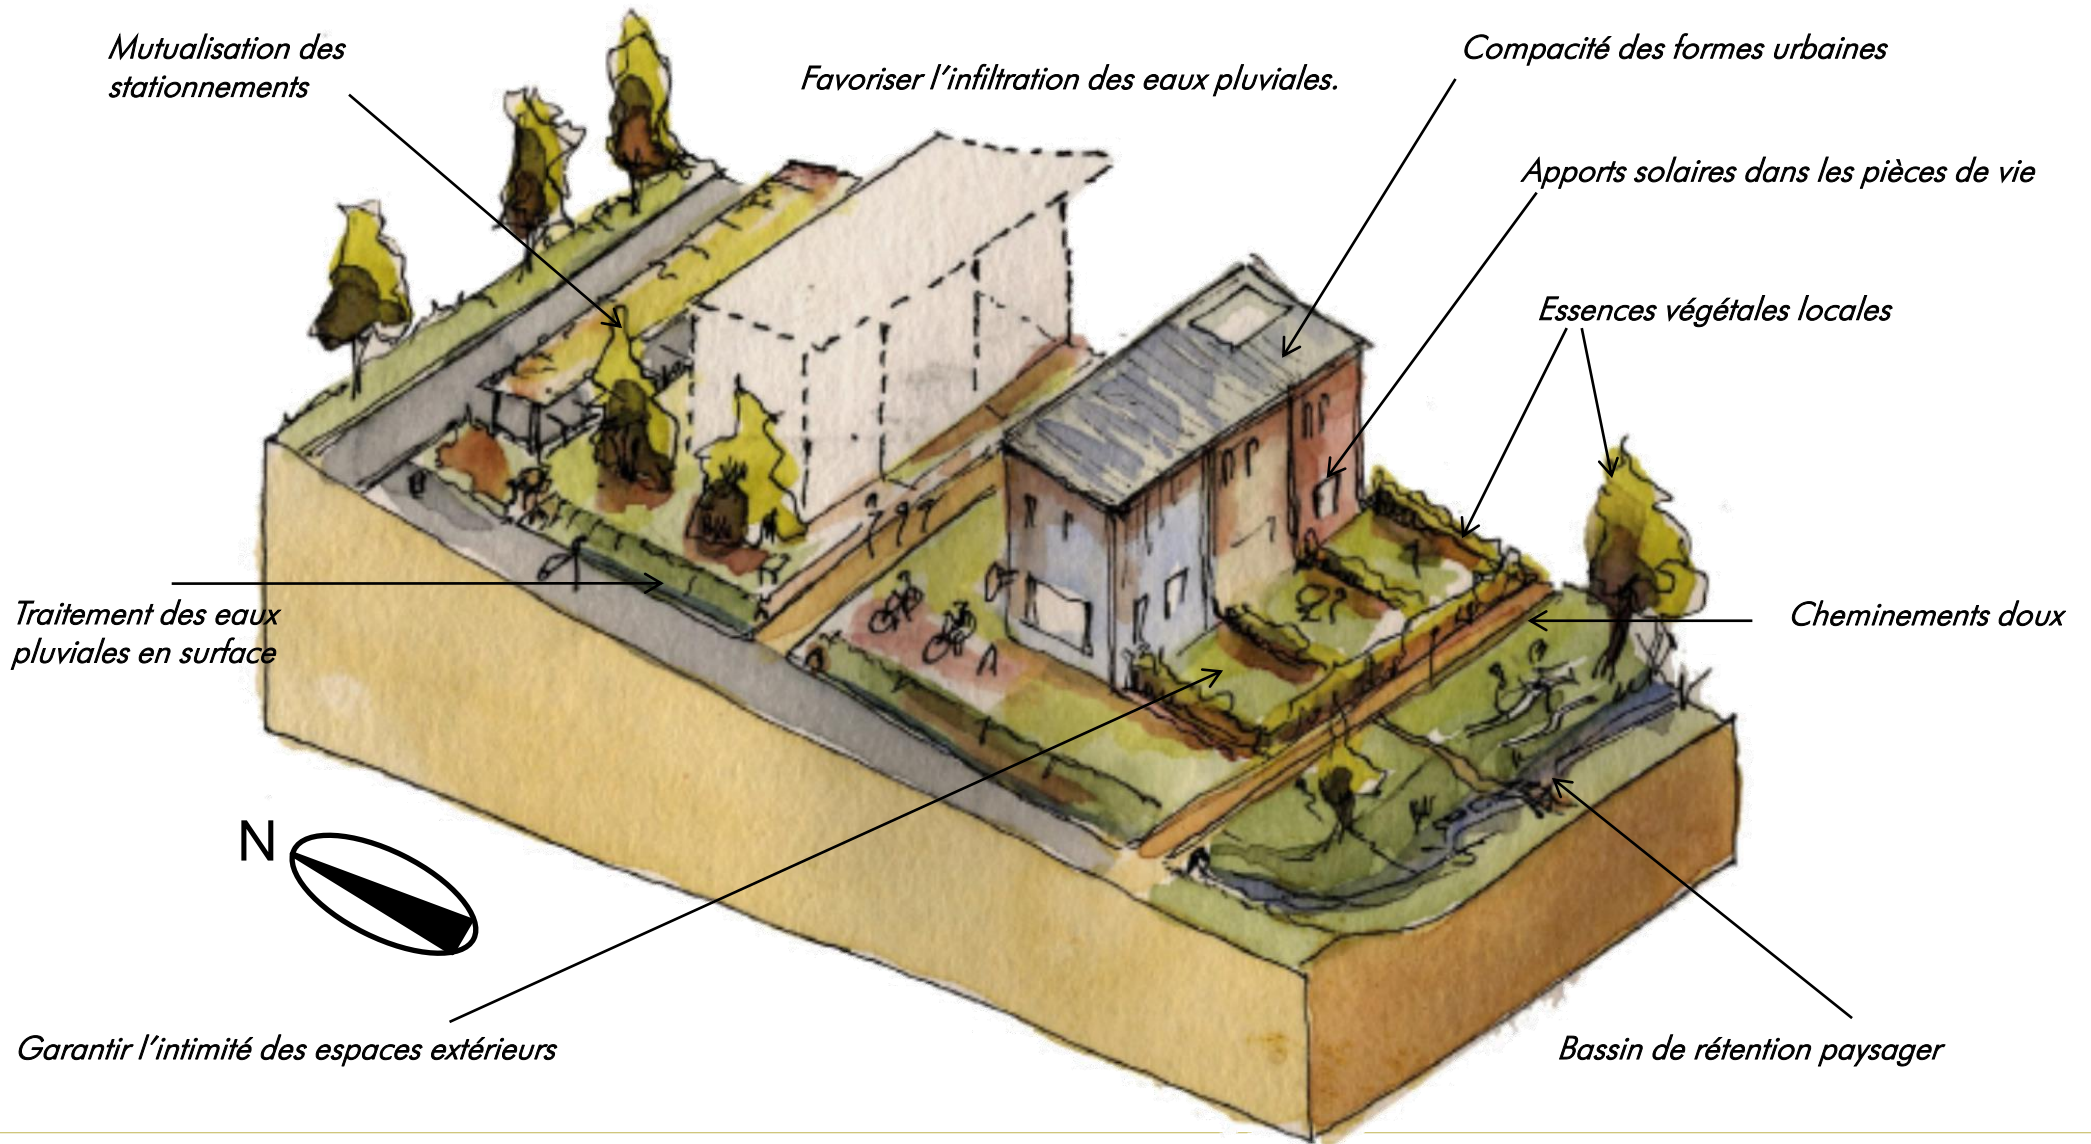 Mutualisation des
stationnements
Favoriser l'infiltration des eaux pluviales.
Compacité des formes urbaines
Apports solaires dans les pièces de vie
Essences végétales locales
Traitement des eaux
pluviales en surface
Cheminements doux
N
Garantir l'intimité des espaces extérieurs
Bassin de rétention paysager